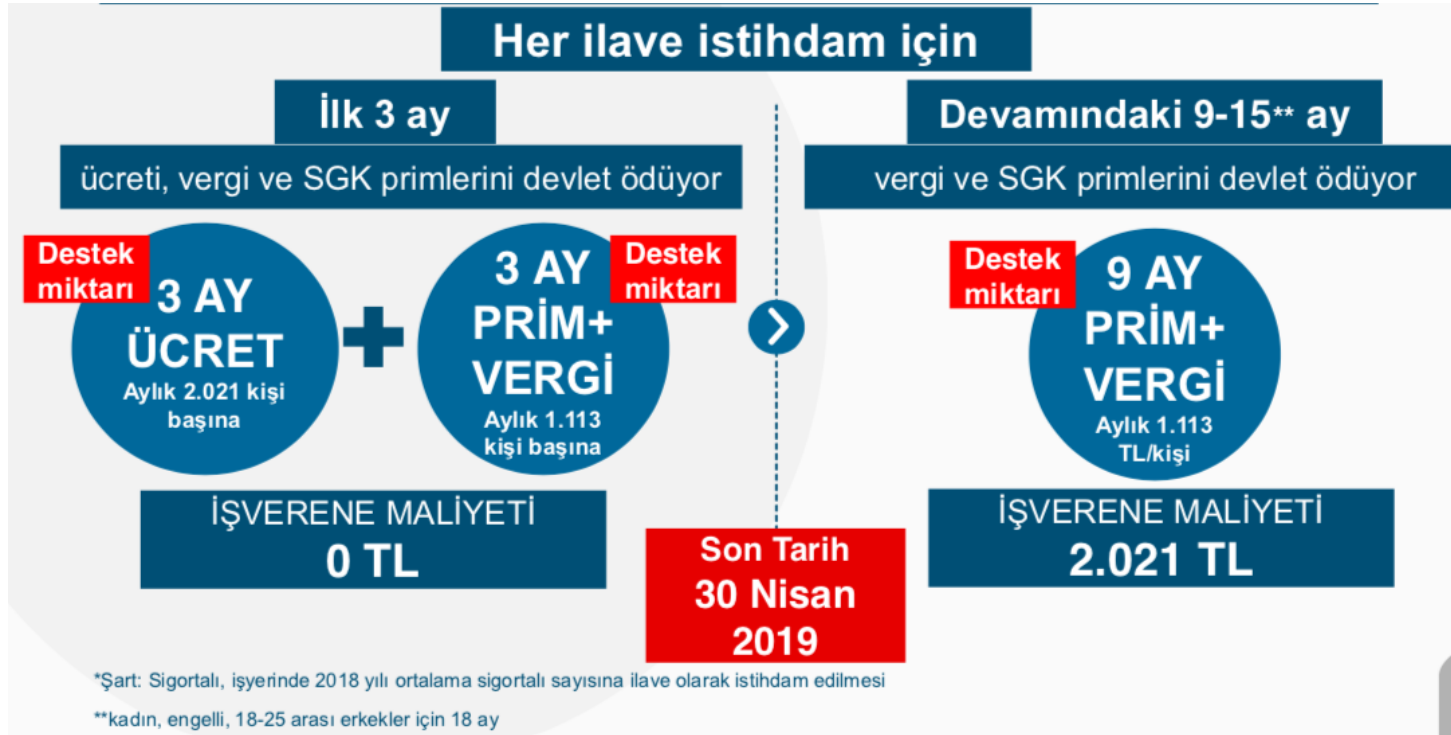 Her ilave istihdam için
İlk 3 ay
ücreti, vergi ve SGK primlerini devlet ödüyor
Destek
miktarı
3 AY
ÜCRET
Aylık 2.021 kişi
başına
3 AY
PRİM+
VERGİ
Aylık 1.113
kişi başına
Destek
miktarı
İŞVERENE MALİYETİ
0 TL
Son Tarih
30 Nisan
2019
Devamındaki 9-15** ay
vergi ve SGK primlerini devlet ödüyor
Destek
miktarı
9 AY
PRİM+
VERGİ
Aylık 1.113
TL/kişi
İŞVERENE MALİYETİ
2.021 TL
*Şart: Sigortalı, işyerinde 2018 yılı ortalama sigortalı sayısına ilave olarak istihdam edilmesi
**kadın, engelli, 18-25 arası erkekler için 18 ay